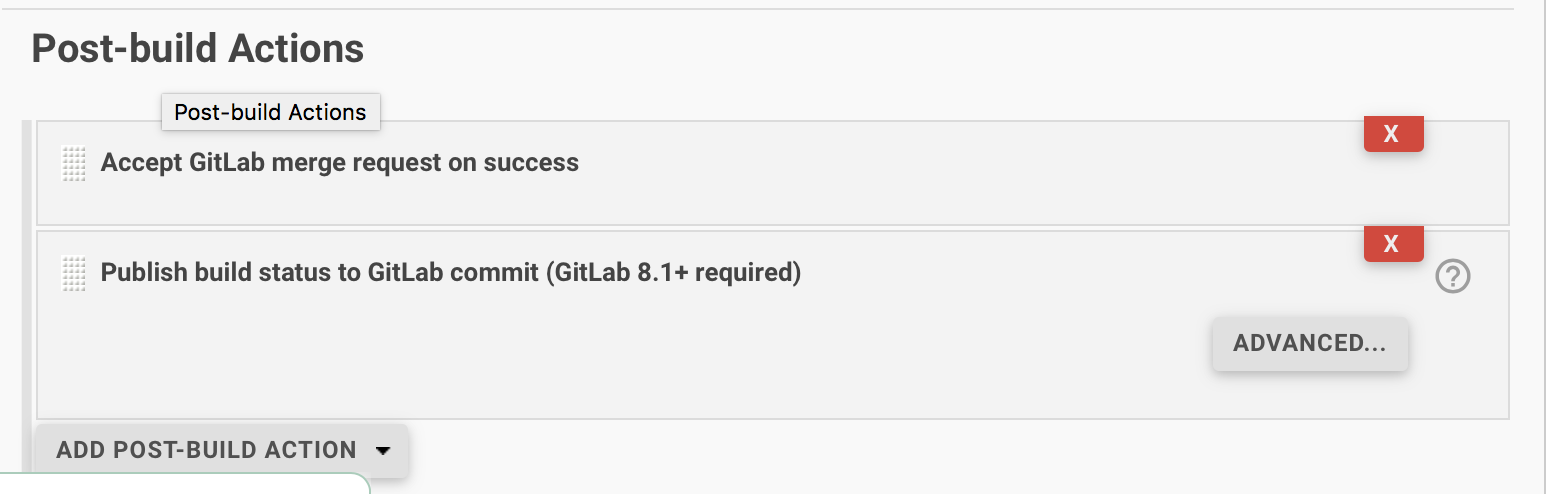 Post-build Actions
Post-build Actions
X
Accept GitLab merge request on success
X
Publish build status to GitLab commit (GitLab 8.1+ required)
?
ADVANCED...
ADD POST-BUILD ACTION